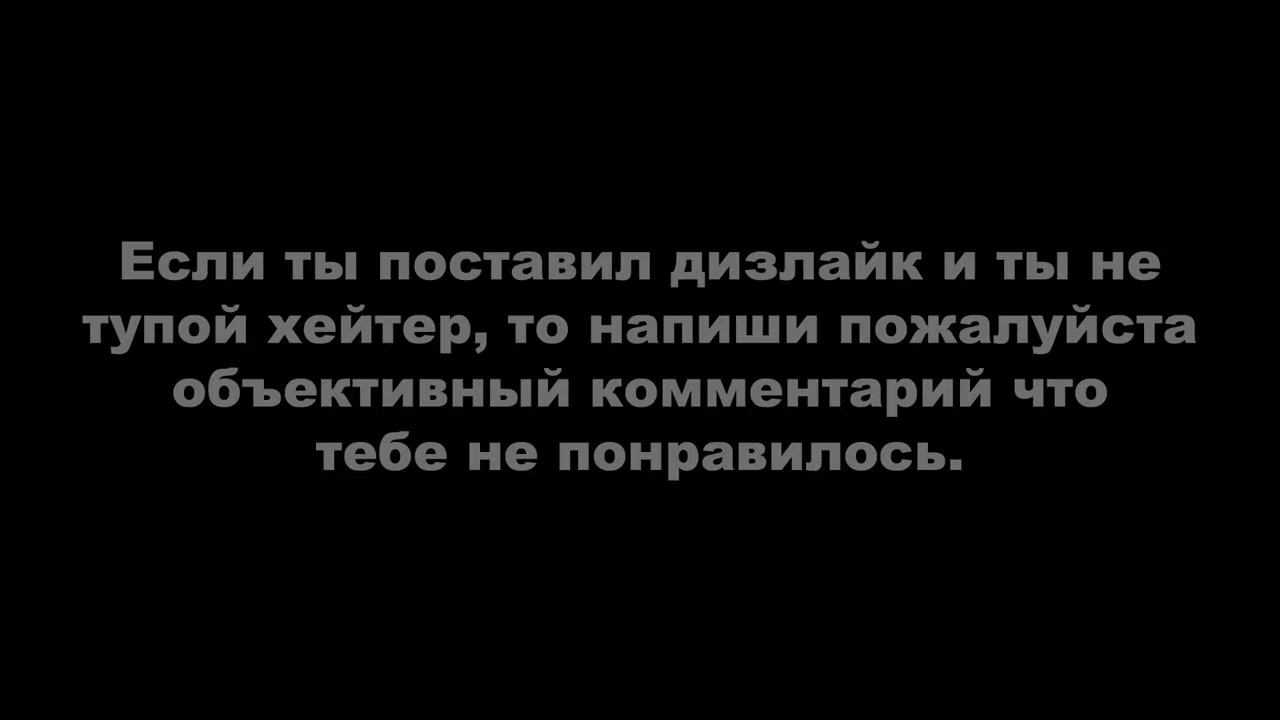 Если ты поставил дизлайк и ты не
тупой хейтер, то напиши пожалуйста
объективный комментарий что
тебе не понравилось.